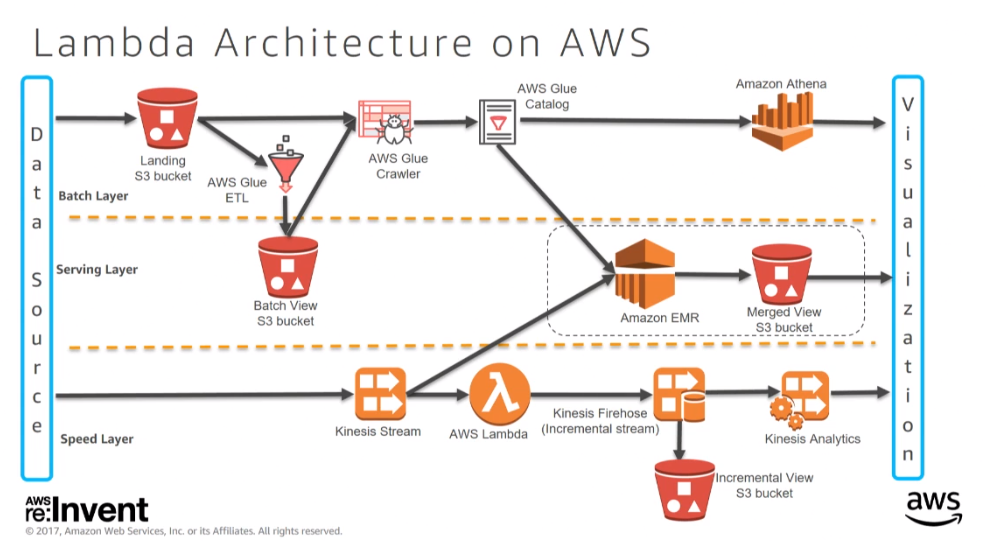 Lambda Architecture on AWS
Data Source
Visualization
Landing
S3 bucket
AWS Glue
ETL
AWS Glue
Crawler
AWS Glue
Catalog
Amazon Athena
Batch Layer
Serving Layer
Batch View
S3 bucket
Amazon EMR
Merged View
S3 bucket
Kinesis Stream
AWS Lambda
Kinesis Firehose
(Incremental stream)
Kinesis Analytics
Speed Layer
Incremental View
S3 bucket
AWS
re:Invent
© 2017, Amazon Web Services, Inc. or its Affiliates. All rights reserved.
aws